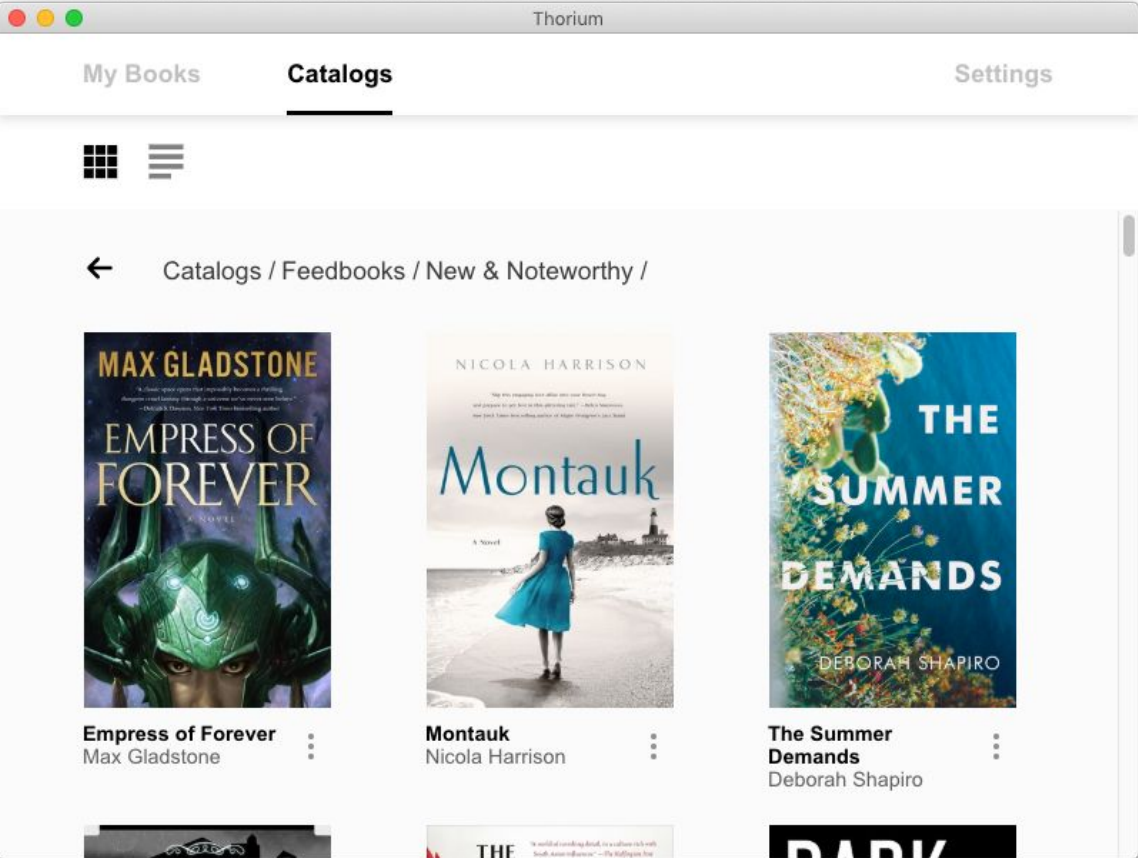 Thorium
My Books
Catalogs
Settings
Catalogs / Feedbooks / New & Noteworthy /
MAX GLADSTONE
EMPRESS OF
FOREVER
A NOVEL
NICOLA HARRISON
Montauk
A Novel
THE
SUMMER
DEMANDS
DEBORAH SHAPIRO
Empress of Forever
Max Gladstone
Montauk
Nicola Harrison
The Summer
Demands
Deborah Shapiro
THE
DARK